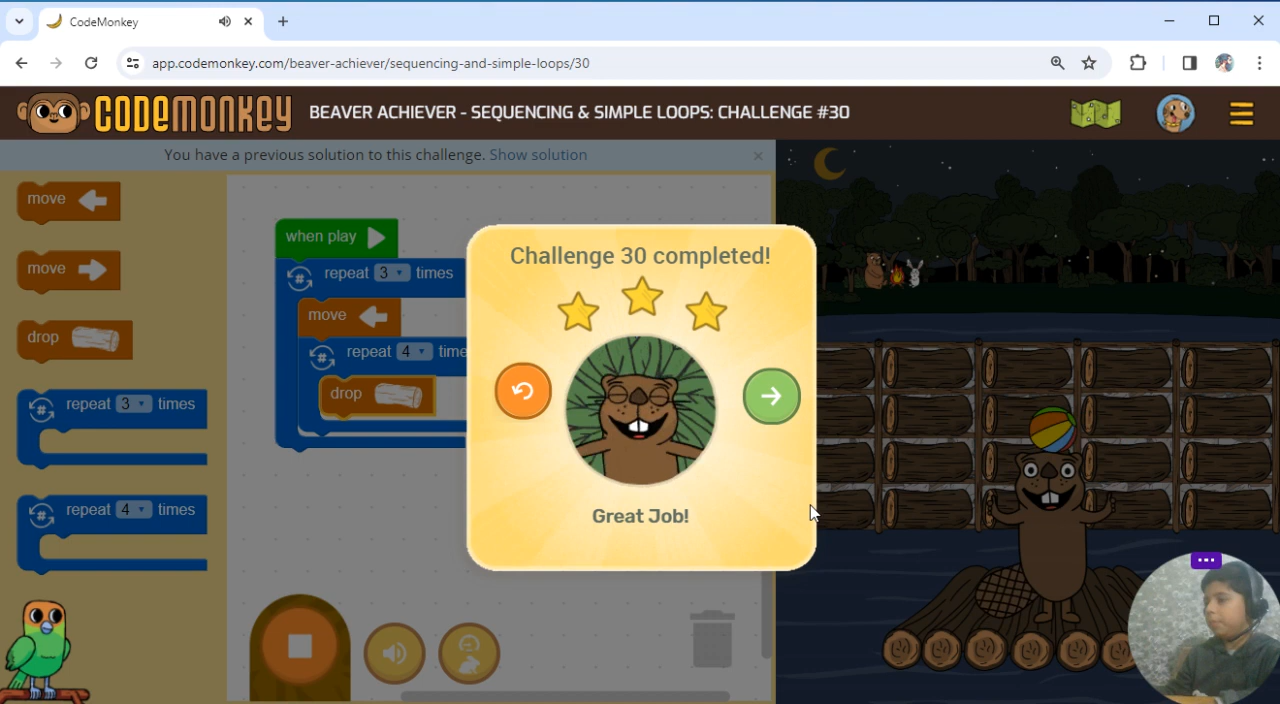 CodeMonkey
app.codemonkey.com/beaver-achiever/sequencing-and-simple-loops/30
CODEMONKEY
BEAVER ACHIEVER - SEQUENCING & SIMPLE LOOPS: CHALLENGE #30
You have a previous solution to this challenge. Show solution
move
move
drop
repeat 3 times
repeat 4 times
when play
repeat 3 times
move
repeat 4 time
drop
Challenge 30 completed!
Great Job!